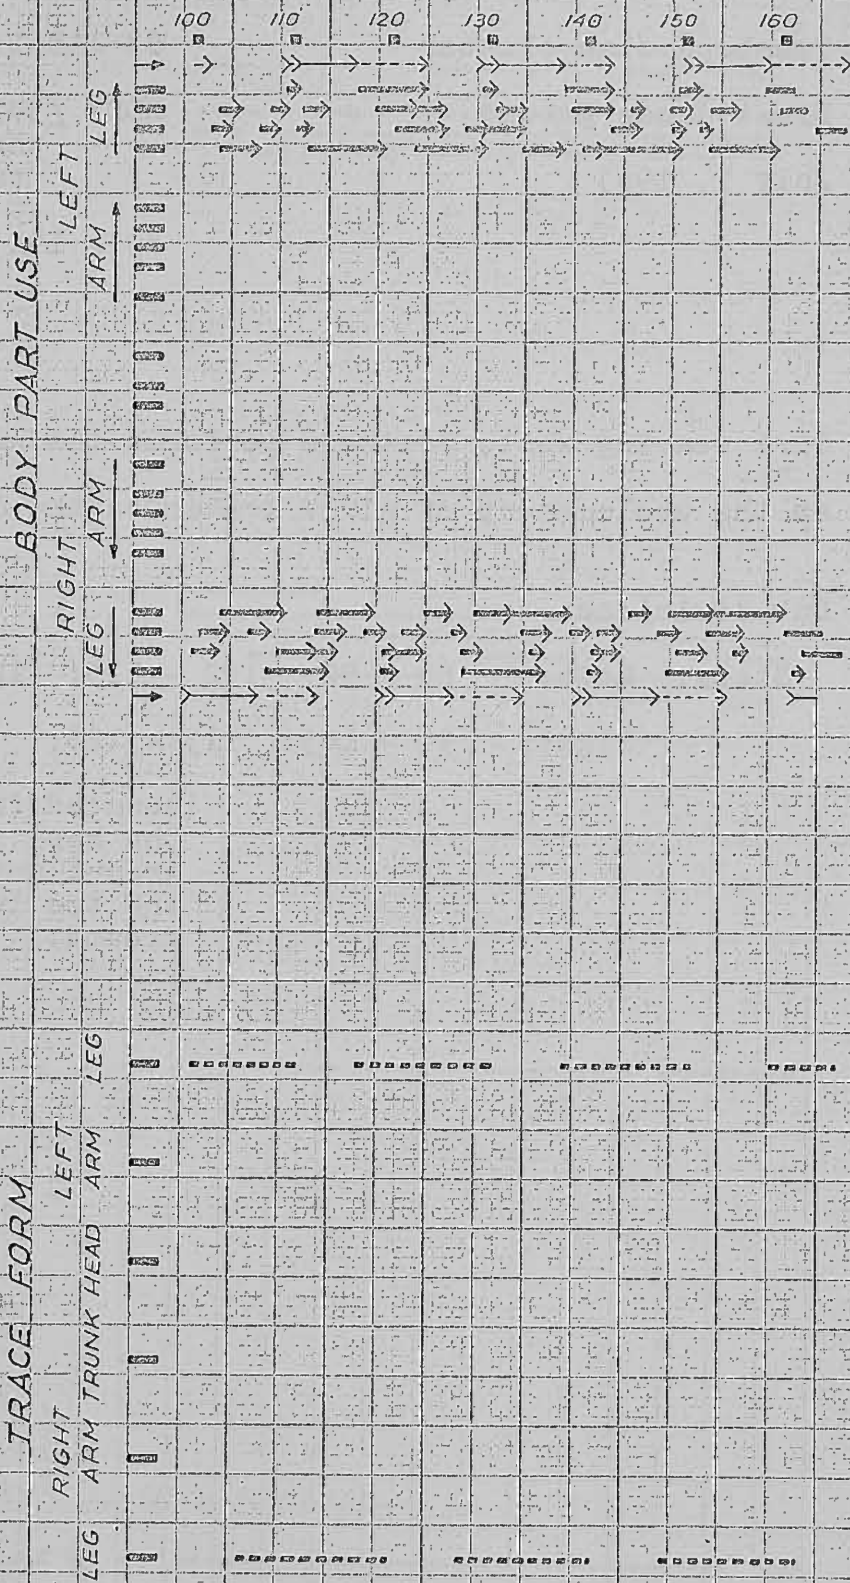 100 110 120 130 140 150 160
BODY PART USE
LEFT
LEG
ARM
RIGHT
ARM
LEG
TRACE FORM
LEFT
LEG
ARM
HEAD
TRUNK
RIGHT
ARM
LEG